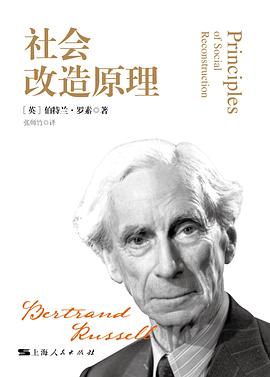 社会
改造原理
[英] 伯特兰·罗素 著
张师竹 译
Principles
of Social
Reconstruction
Bertrand
Russell
上海人民出版社